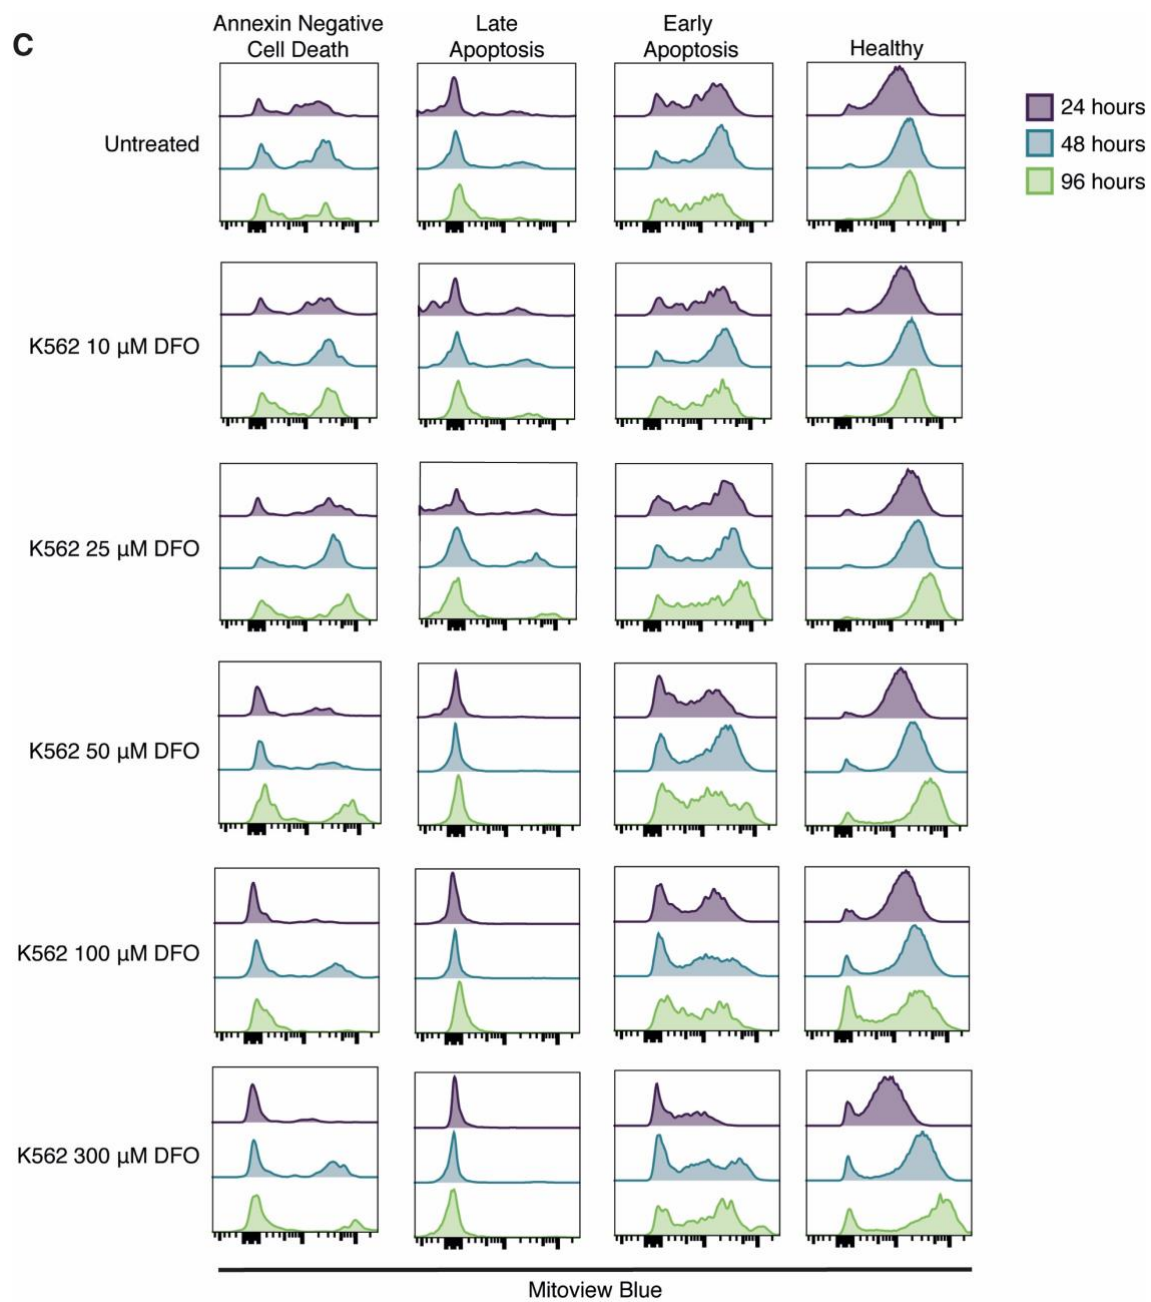 C
Annexin Negative
Cell Death
Late
Apoptosis
Early
Apoptosis
Healthy
24 hours
48 hours
96 hours
Untreated
K562 10 µM DFO
K562 25 µM DFO
K562 50 µM DFO
K562 100 µM DFO
K562 300 µM DFO
Mitoview Blue